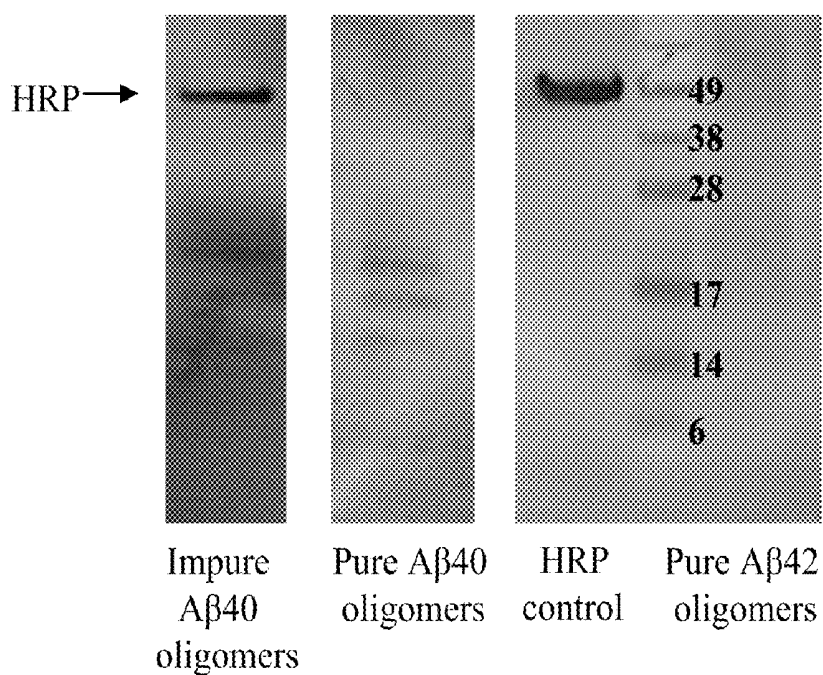 HRP
49
38
28
17
14
6
Impure
Aβ40
oligomers
Pure Aβ40
oligomers
HRP
control
Pure Aβ42
oligomers